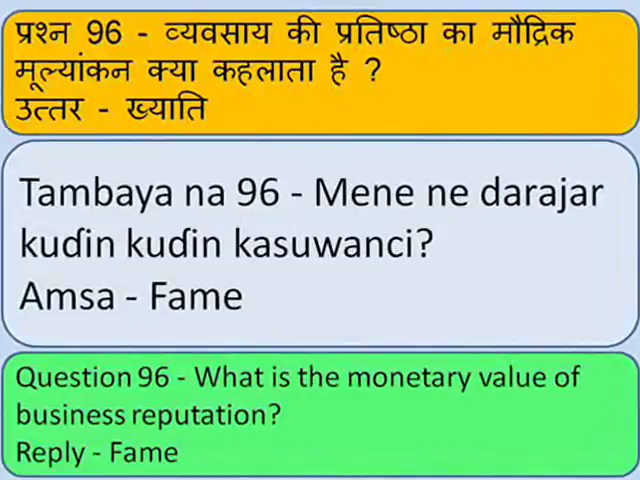 प्रश्न 96 - व्यवसाय की प्रतिष्ठा का मौद्रिक
मूल्यांकन क्या कहलाता है ?
उत्तर - ख्याति
Tambaya na 96 - Mene ne darajar
kuɗin kuɗin kasuwanci?
Amsa - Fame
Question 96 - What is the monetary value of
business reputation?
Reply - Fame